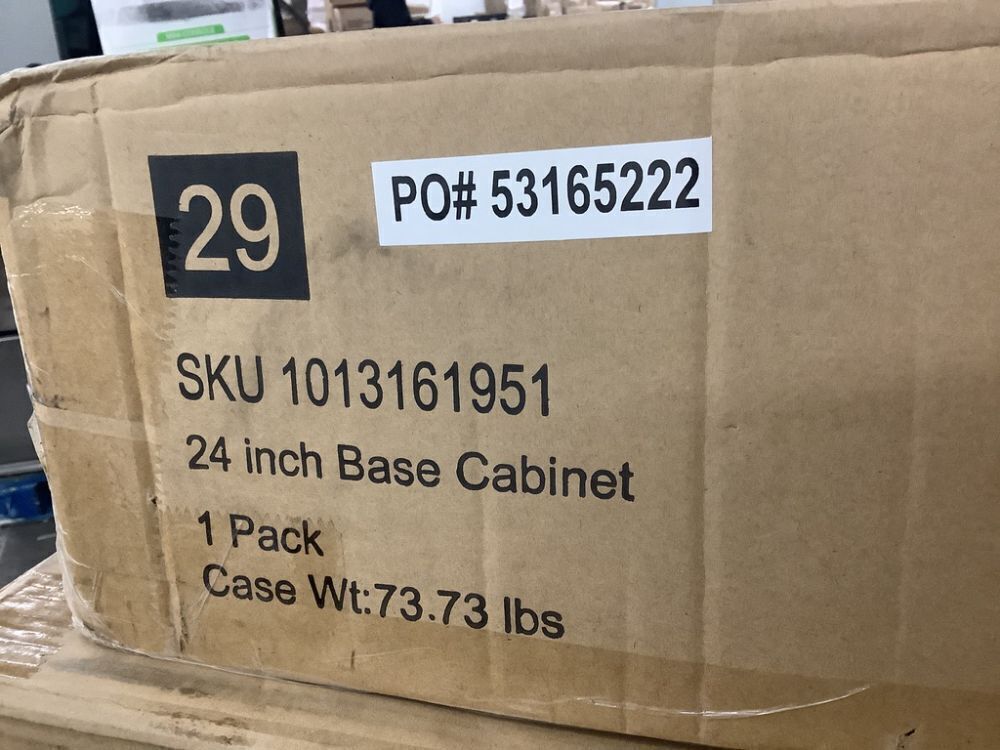 29
PO# 53165222
SKU 1013161951
24 inch Base Cabinet
1 Pack
Case Wt:73.73 lbs